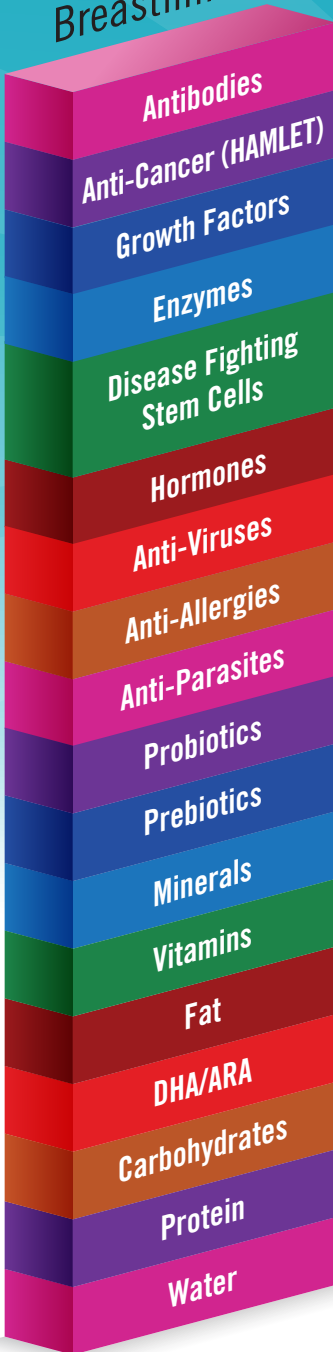 Antibodies
Anti-Cancer (HAMLET)
Growth Factors
Enzymes
Disease Fighting
Stem Cells
Hormones
Anti-Viruses
Anti-Allergies
Anti-Parasites
Probiotics
Prebiotics
Minerals
Vitamins
Fat
DHA/ARA
Carbohydrates
Protein
Water